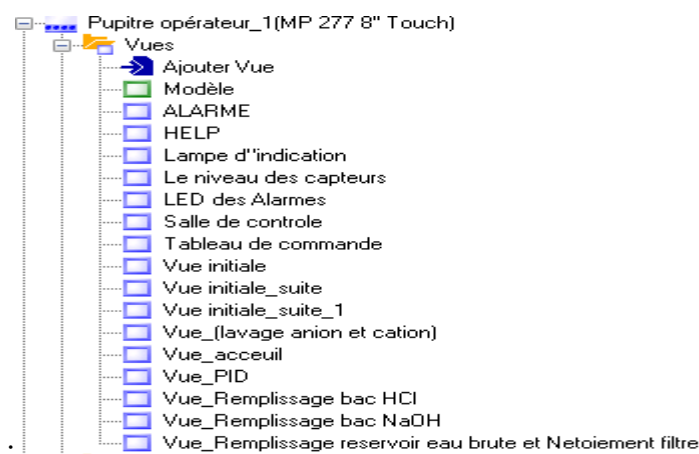 Pupitre opérateur_1(MP 277 8" Touch)
Vues
Ajouter Vue
Modèle
ALARME
HELP
Lampe d''indication
Le niveau des capteurs
LED des Alarmes
Salle de controle
Tableau de commande
Vue initiale
Vue initiale_suite
Vue initiale_suite_1
Vue_(lavage anion et cation)
Vue_acceuil
Vue_PID
Vue_Remplissage bac HCl
Vue_Remplissage bac NaOH
Vue_Remplissage reservoir eau brute et Netoiement filtre